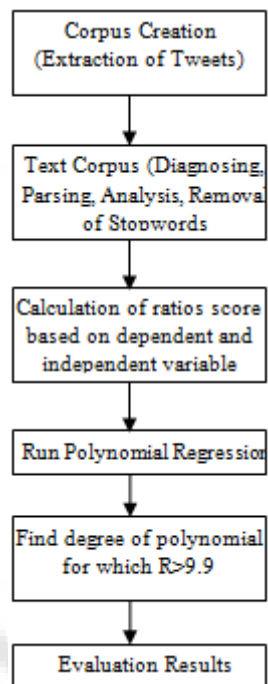 Corpus Creation
(Extraction of Tweets)
Text Corpus (Diagnosing,
Parsing, Analysis, Removal
of Stopwords
Calculation of ratios score
based on dependent and
independent variable
Run Polynomial Regression
Find degree of polynomial
for which R>9.9
Evaluation Results